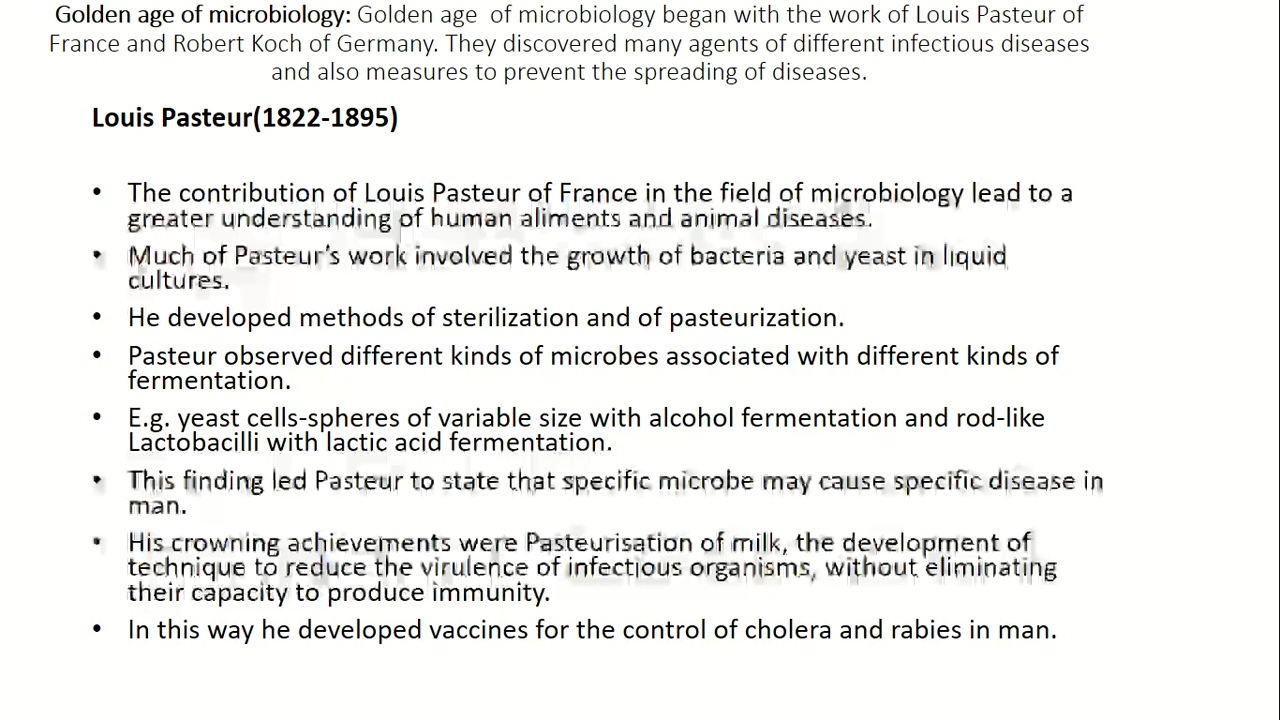 Golden age of microbiology: Golden age of microbiology began with the work of Louis Pasteur of
France and Robert Koch of Germany. They discovered many agents of different infectious diseases
and also measures to prevent the spreading of diseases.
Louis Pasteur(1822-1895)
• The contribution of Louis Pasteur of France in the field of microbiology lead to a
greater understanding of human aliments and animal diseases.
• Much of Pasteur's work involved the growth of bacteria and yeast in liquid
cultures.
• He developed methods of sterilization and of pasteurization.
• Pasteur observed different kinds of microbes associated with different kinds of
fermentation.
• E.g. yeast cells-spheres of variable size with alcohol fermentation and rod-like
Lactobacilli with lactic acid fermentation.
• This finding led Pasteur to state that specific microbe may cause specific disease in
man.
• His crowning achievements were Pasteurisation of milk, the development of
technique to reduce the virulence of infectious organisms, without eliminating
their capacity to produce immunity.
• In this way he developed vaccines for the control of cholera and rabies in man.